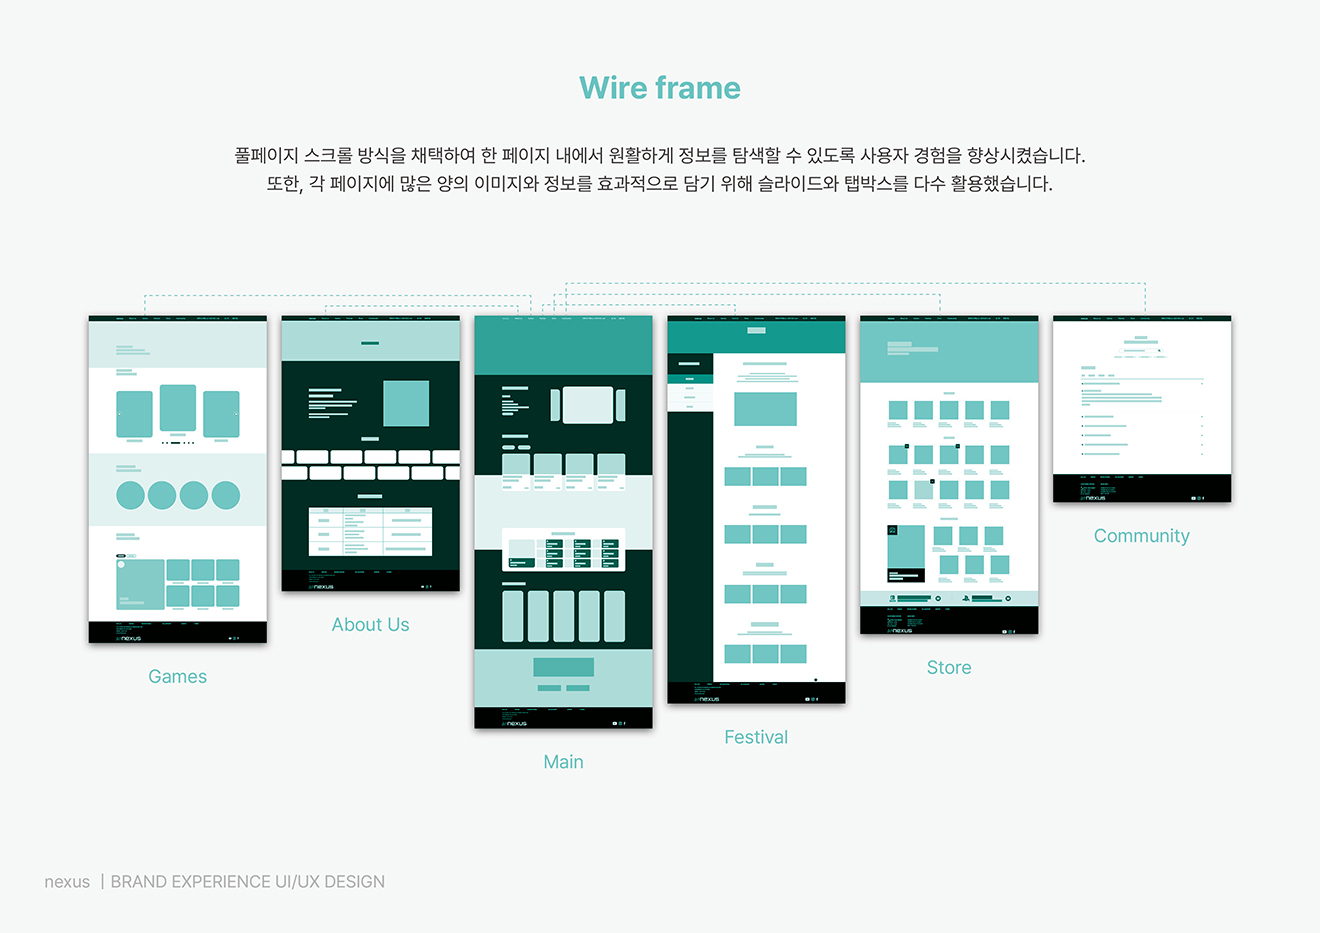 Wire frame
풀페이지 스크롤 방식을 채택하여 한 페이지 내에서 원활하게 정보를 탐색할 수 있도록 사용자 경험을 향상시켰습니다.
또한, 각 페이지에 많은 양의 이미지와 정보를 효과적으로 담기 위해 슬라이드와 탭박스를 다수 활용했습니다.
nexus
Games
nexus
About Us
nexus
Main
nexus
Festival
nexus
Store
nexus
Community
nexus | BRAND EXPERIENCE UI/UX DESIGN